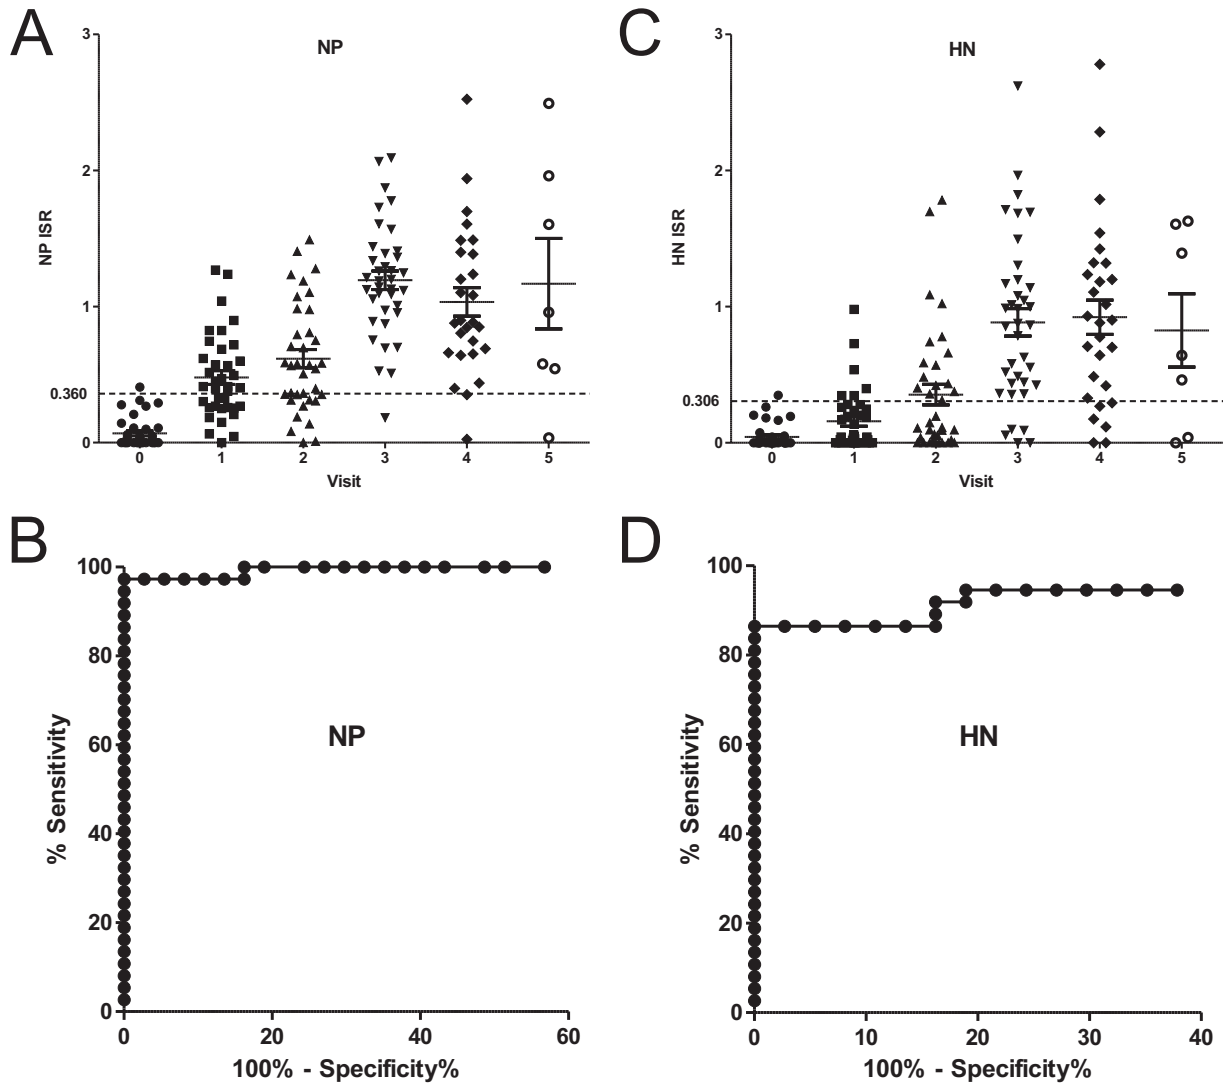 A
NP
3
2
1
0.360
0
NP ISR
0 1 2 3 4 5
Visit
C
HN
3
2
1
0.306
0
HN ISR
0 1 2 3 4 5
Visit
B
100
80
60
40
20
0
% Sensitivity
NP
0 20 40 60
100% - Specificity%
D
100
80
60
40
20
0
% Sensitivity
HN
0 10 20 30 40
100% - Specificity%